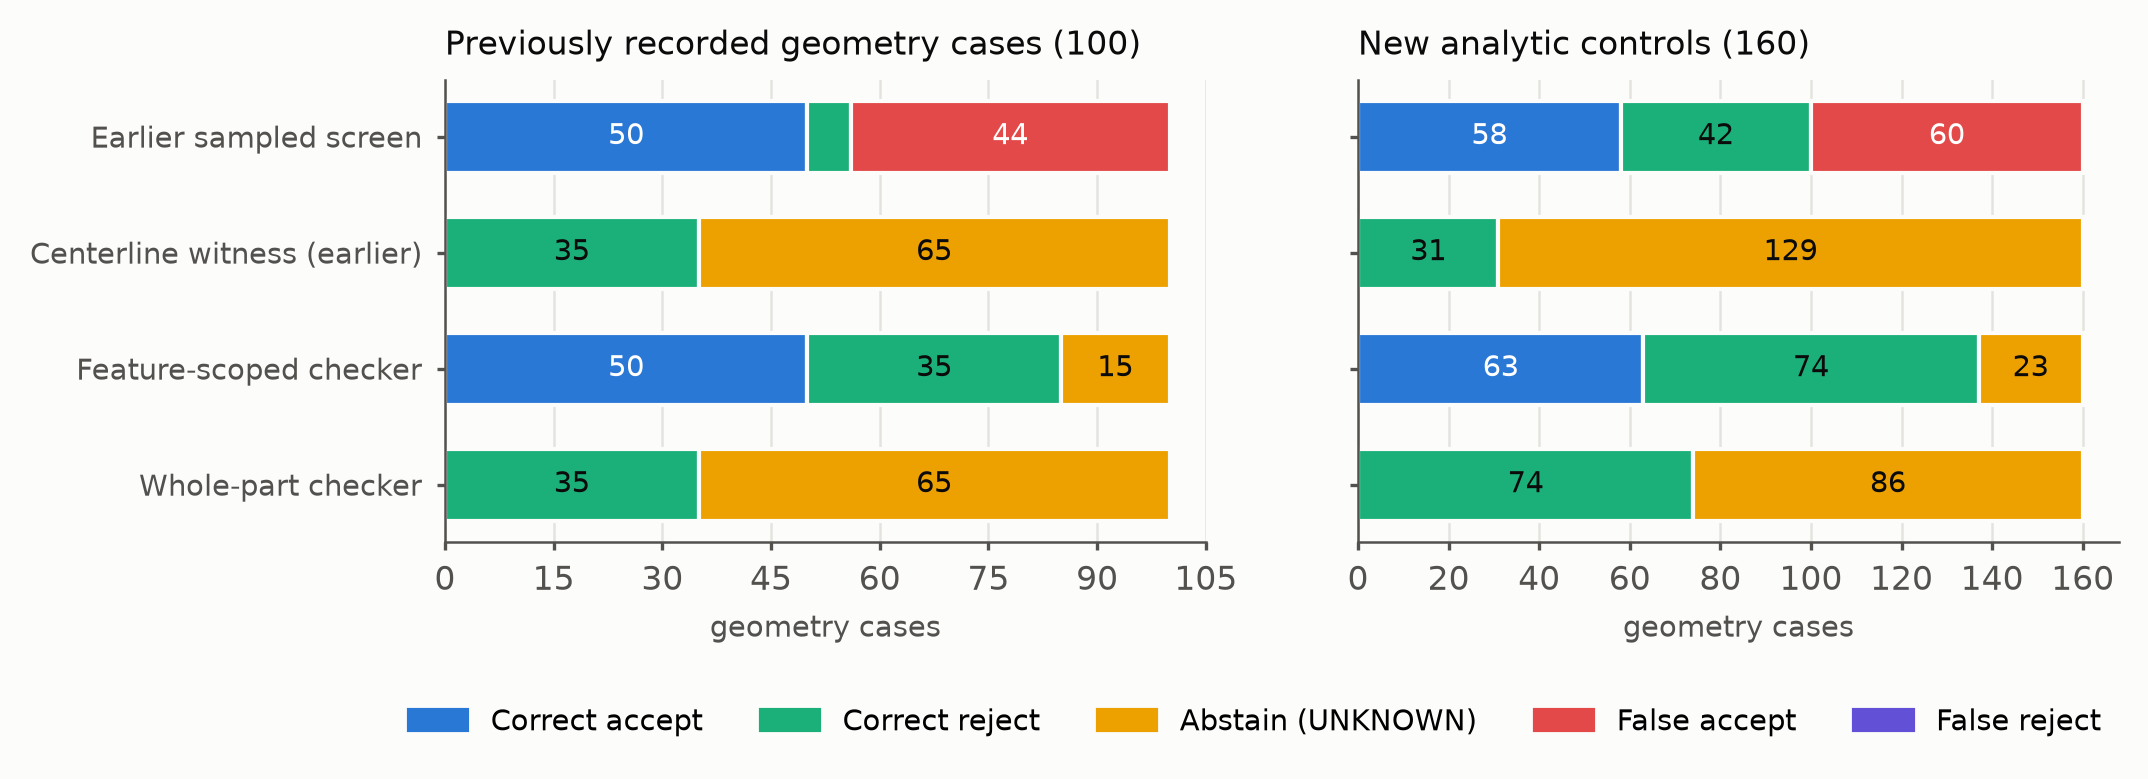 Previously recorded geometry cases (100)
New analytic controls (160)
Earlier sampled screen
50
44
58
42
60
Centerline witness (earlier)
35
65
31
129
Feature-scoped checker
50
35
15
63
74
23
Whole-part checker
35
65
74
86
0 15 30 45 60 75 90 105
0 20 40 60 80 100 120 140 160
geometry cases
geometry cases
Correct accept
Correct reject
Abstain (UNKNOWN)
False accept
False reject